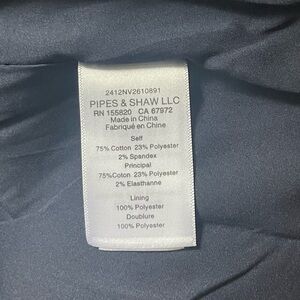 2412NV2610891
PIPES & SHAW LLC
RN 155820 CA 67972
Made in China
Fabriqué en Chine
Self
75% Cotton 23% Polyester
2% Spandex
Principal
75%Coton 23% Polyester
2% Elasthanne
Lining
100% Polyester
Doublure
100% Polyester